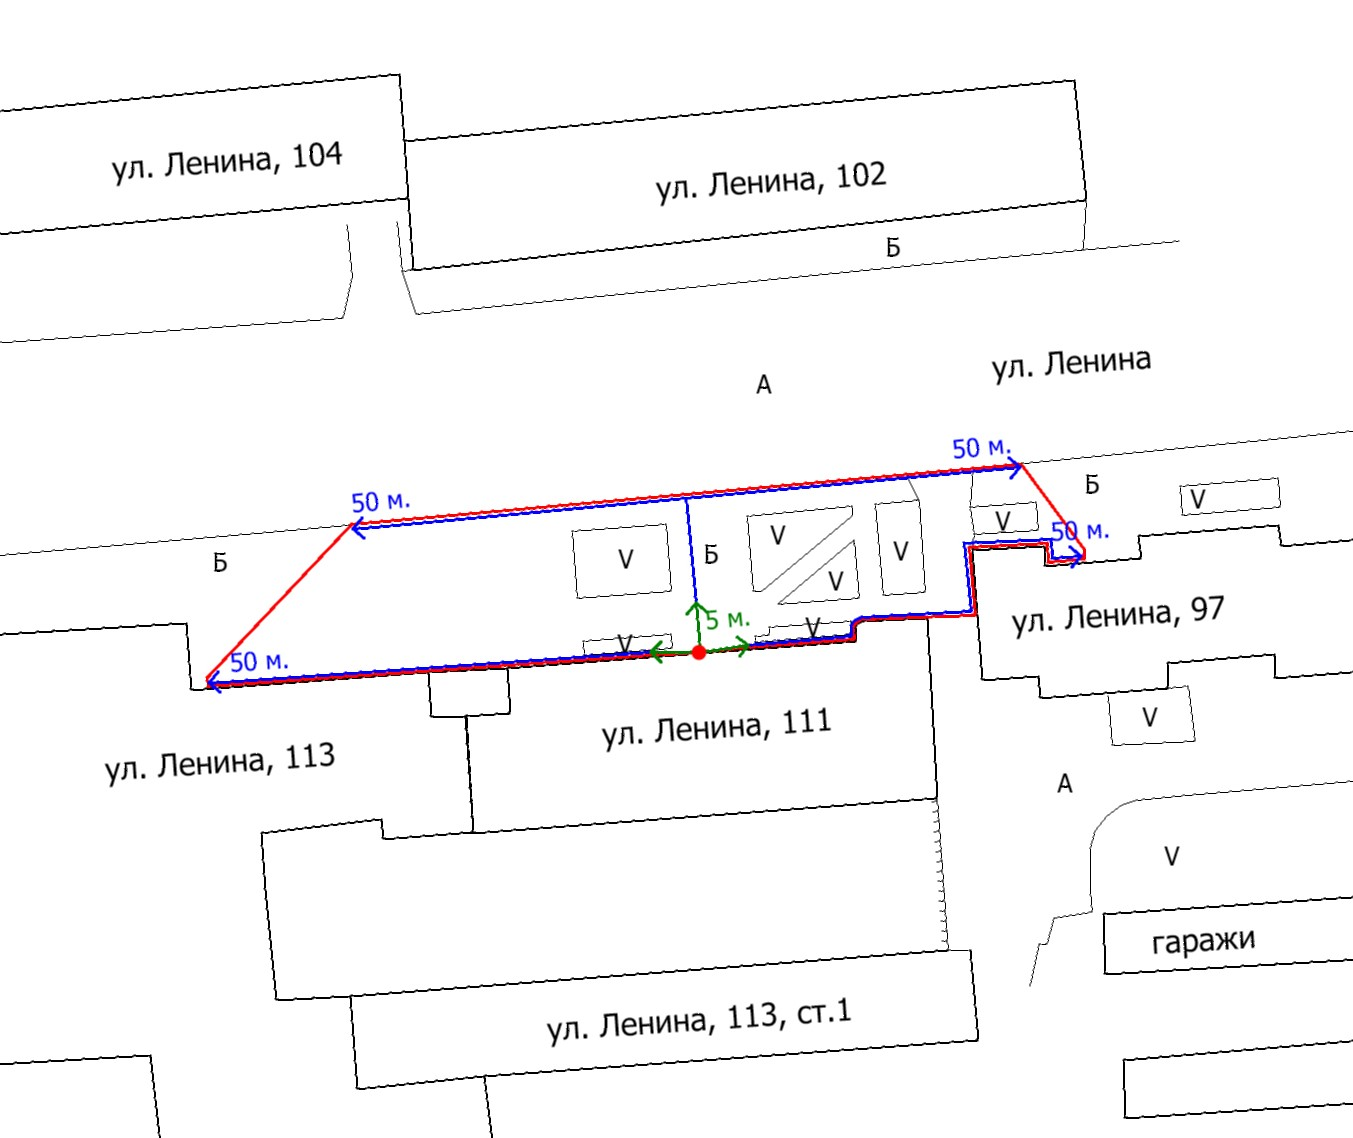 ул. Ленина, 104
ул. Ленина, 102
Б
ул. Ленина
А
50 м.
50 м.
Б
V
V
V
50 м.
Б
V
Б
V
V
5 м.
V
V
ул. Ленина, 97
50 м.
ул. Ленина, 111
V
ул. Ленина, 113
А
V
гаражи
ул. Ленина, 113, ст.1